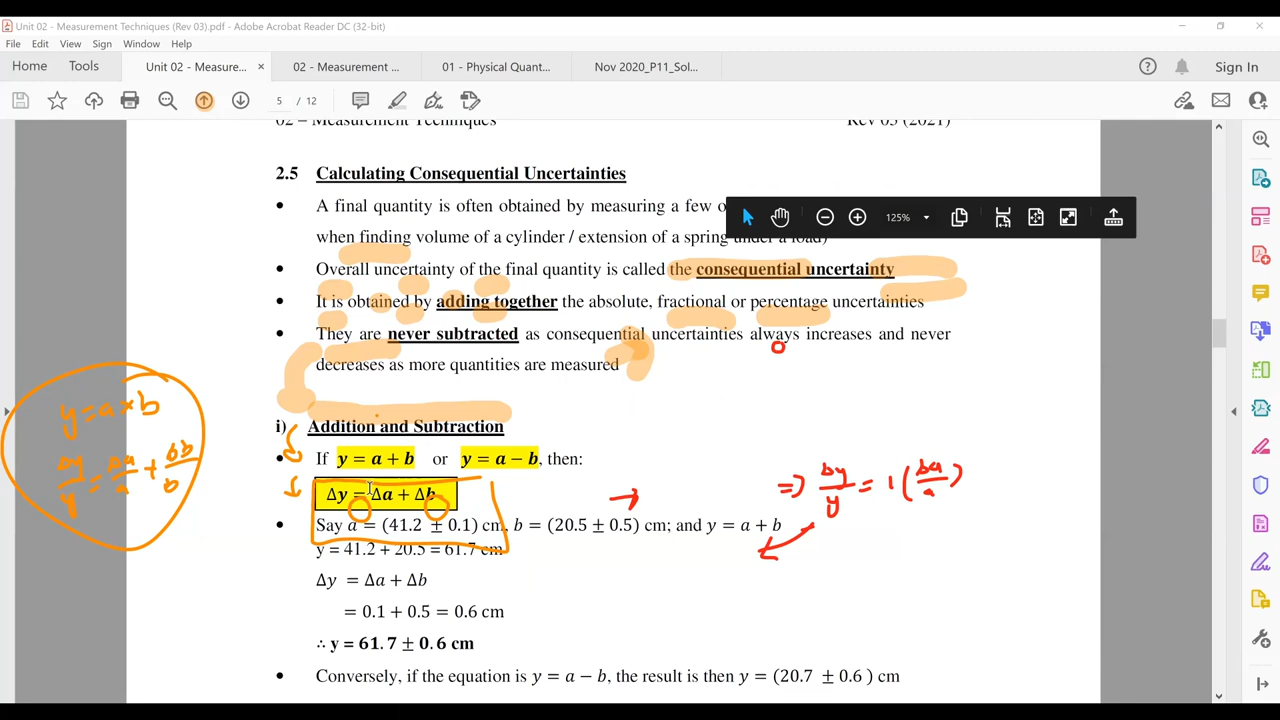 Unit 02 - Measurement Techniques (Rev 03).pdf - Adobe Acrobat Reader DC (32-bit)
File Edit View Sign Window Help
Home Tools Unit 02 - Measure... × 02 - Measurement ... 01 - Physical Quant... Nov 2020_P11_Sol... Sign In
5 / 12
02 – Measurement Techniques Rev 03 (2021)
2.5 Calculating Consequential Uncertainties
125%
• A final quantity is often obtained by measuring a few o
when finding volume of a cylinder / extension of a spring under a load)
• Overall uncertainty of the final quantity is called the consequential uncertainty
• It is obtained by adding together the absolute, fractional or percentage uncertainties
• They are never subtracted as consequential uncertainties always increases and never
decreases as more quantities are measured
y = a × b
Δy/y = Δa/a + Δb/b
i) Addition and Subtraction
• If y = a + b or y = a − b, then:
Δy = Δa + Δb
⇒ Δy/y = 1 (Δa/a)
• Say a = (41.2 ± 0.1) cm, b = (20.5 ± 0.5) cm; and y = a + b
y = 41.2 + 20.5 = 61.7 cm
Δy = Δa + Δb
= 0.1 + 0.5 = 0.6 cm
∴ y = 61.7 ± 0.6 cm
• Conversely, if the equation is y = a − b, the result is then y = (20.7 ± 0.6 ) cm